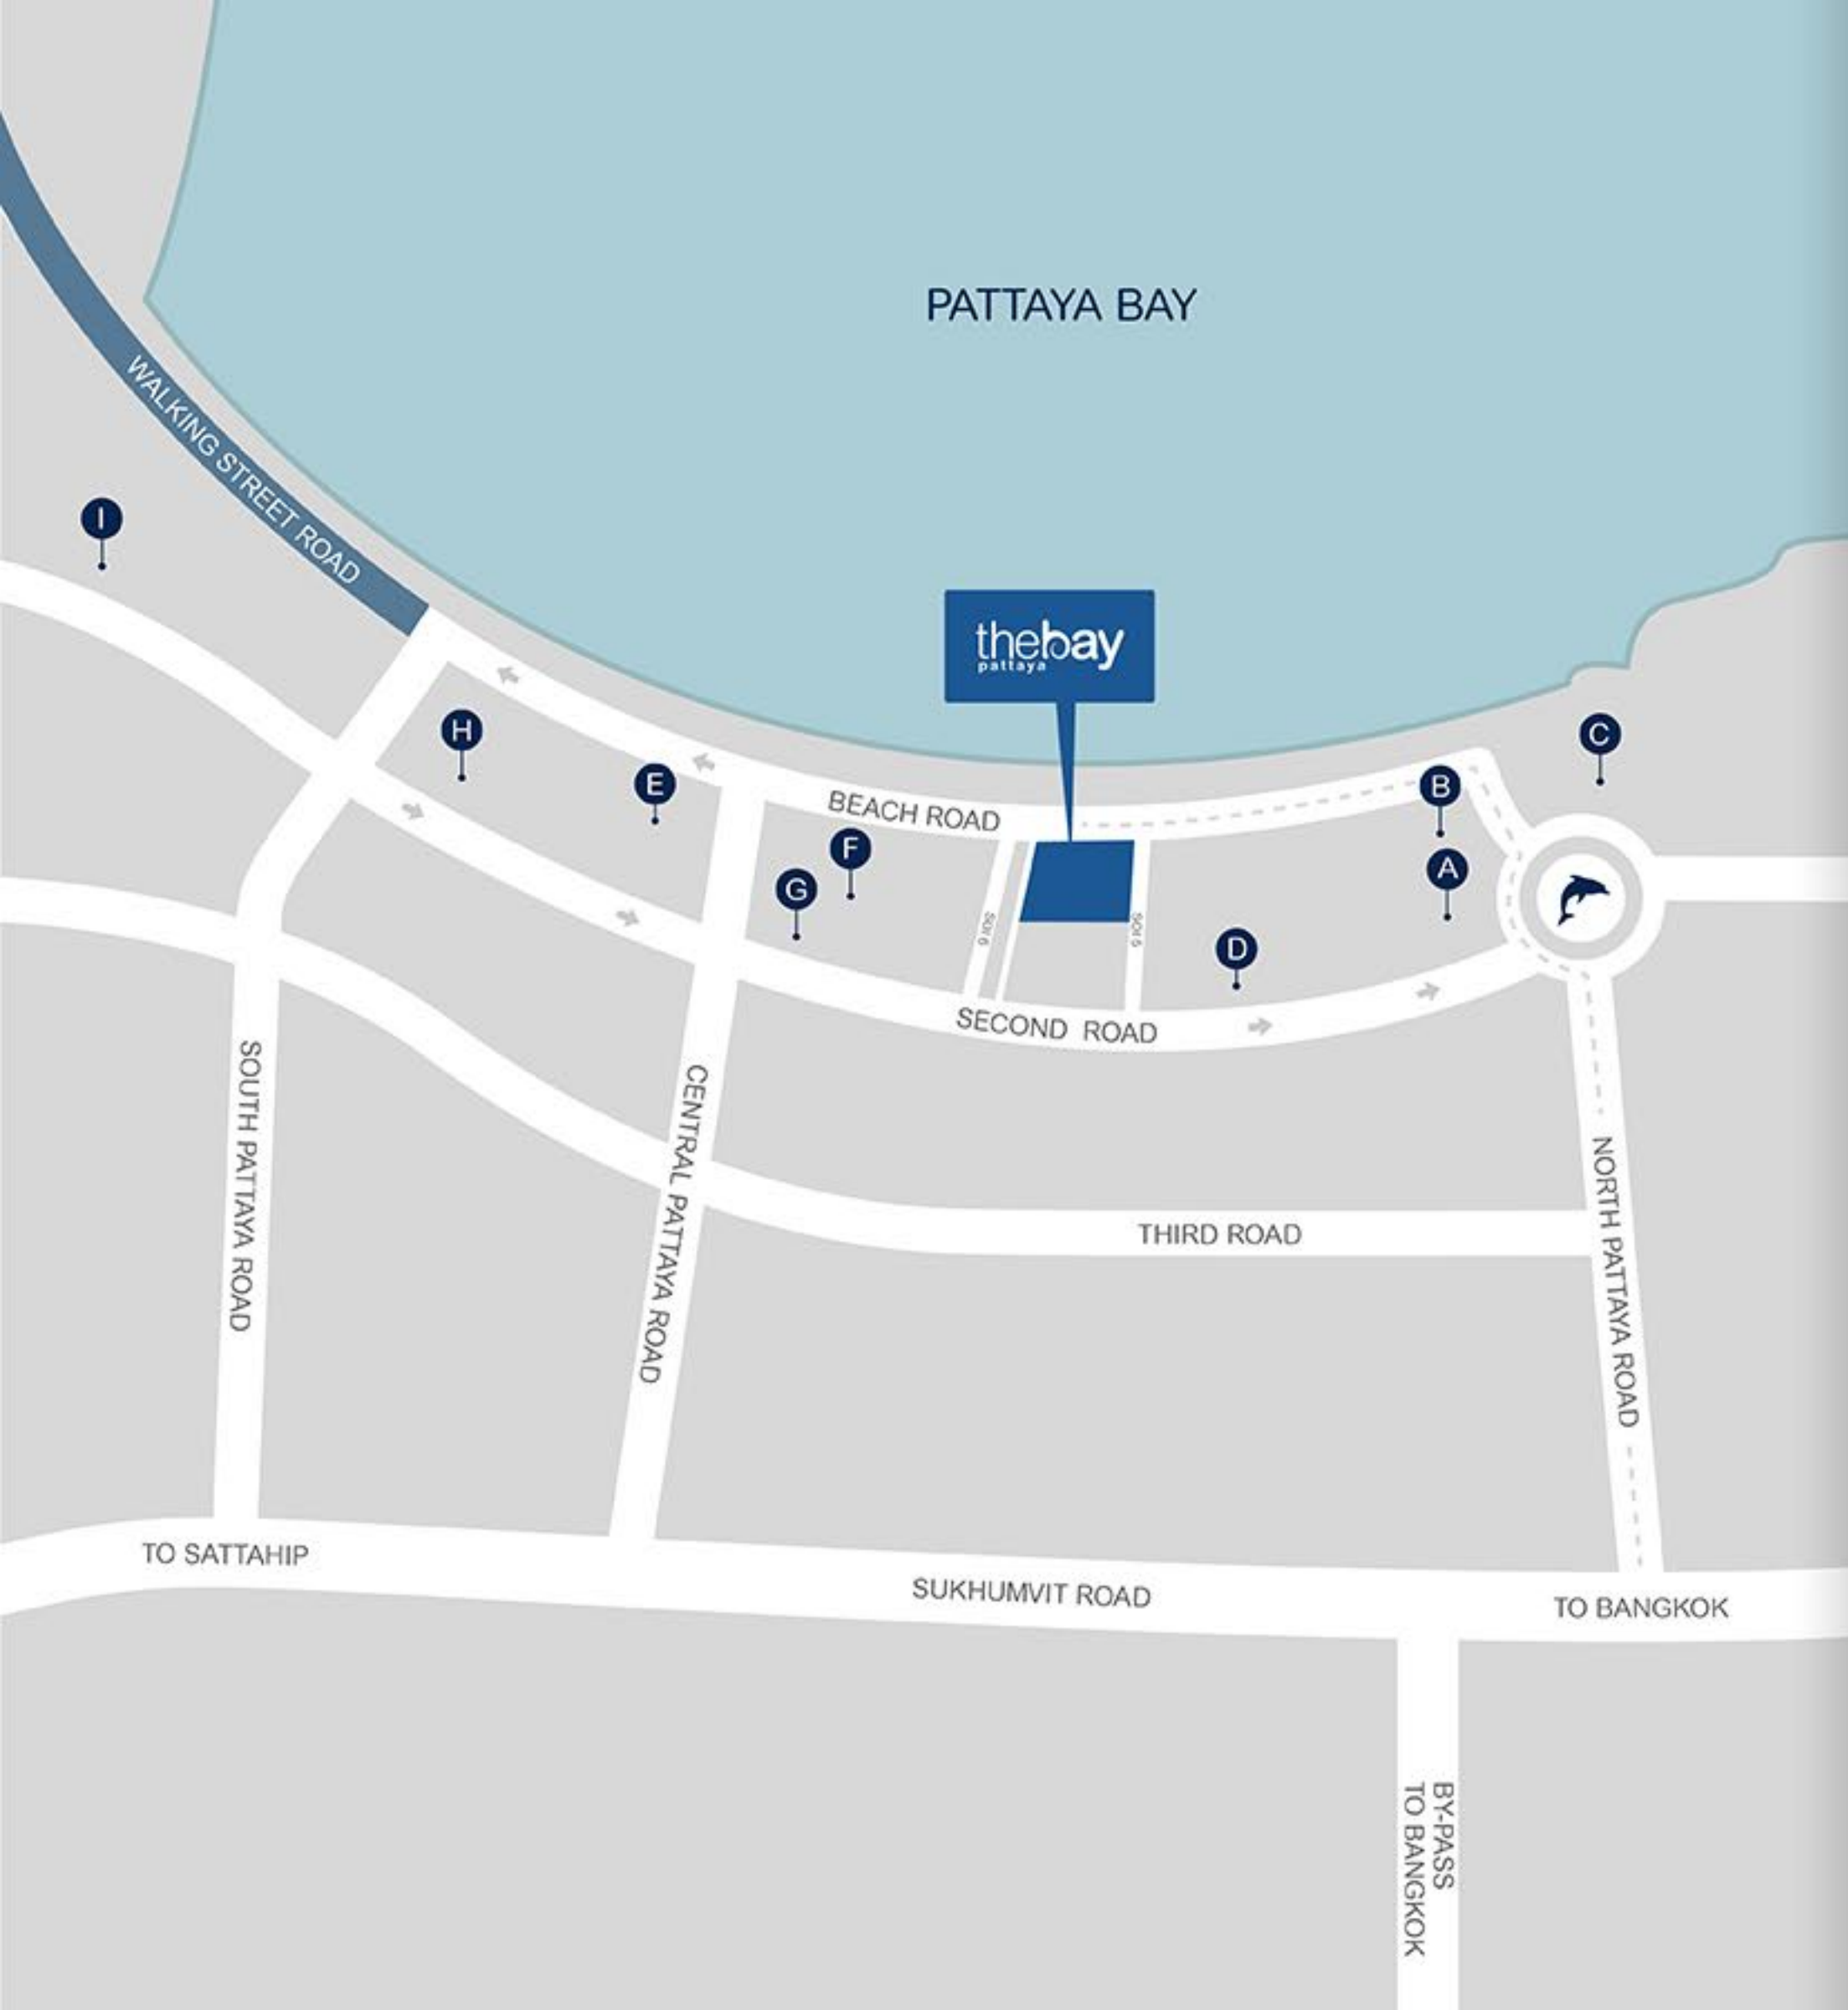 PATTAYA BAY
WALKING STREET ROAD
I
thebay
pattaya
C
H
E
B
BEACH ROAD
F
A
G
D
SOI 6
SOI 5
SECOND ROAD
SOUTH PATTAYA ROAD
CENTRAL PATTAYA ROAD
NORTH PATTAYA ROAD
THIRD ROAD
TO SATTAHIP
SUKHUMVIT ROAD
TO BANGKOK
BY-PASS
TO BANGKOK